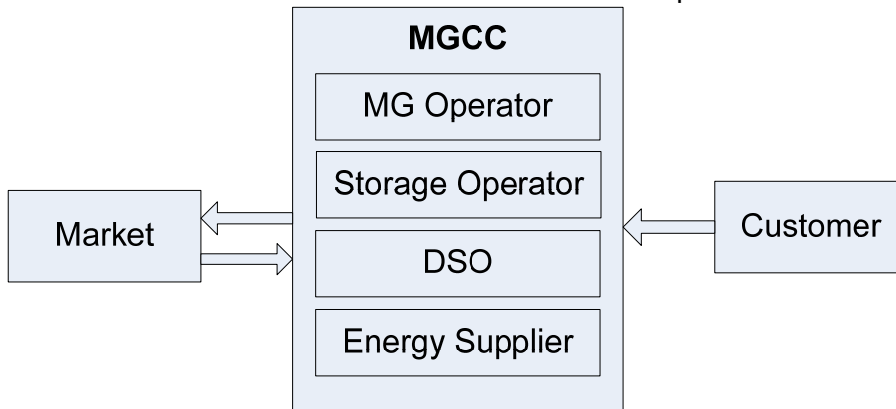 MGCC
MG Operator
Storage Operator
Market
Customer
DSO
Energy Supplier